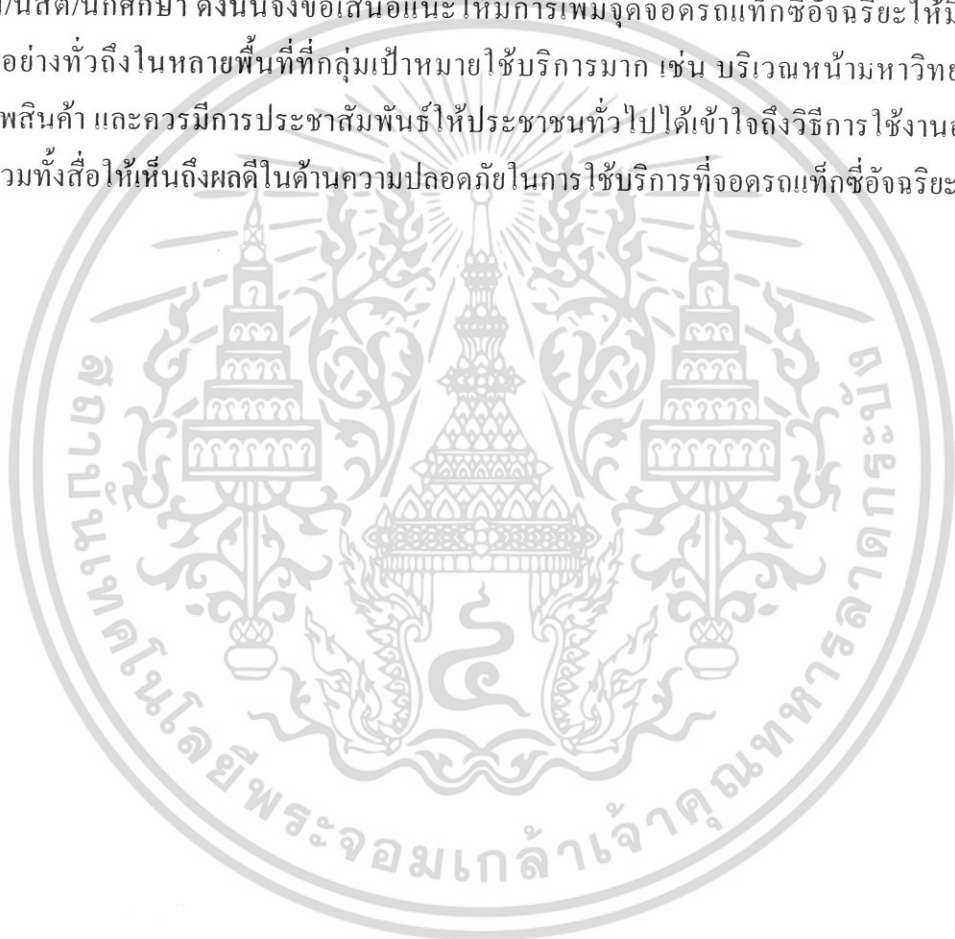 /นิสิต/นักศึกษา ดังนั้นจึงขอเสนอแนะให้มีการเพิ่มจุดจอดรถแท็กซี่อัจฉริยะให้มี
อย่างทั่วถึงในหลายพื้นที่ที่กลุ่มเป้าหมายใช้บริการมาก เช่น บริเวณหน้ามหาวิทย
พสินค้า และควรมีการประชาสัมพันธ์ให้ประชาชนทั่วไปได้เข้าใจถึงวิธีการใช้งานอ
วมทั้งสื่อให้เห็นถึงผลดีในด้านความปลอดภัยในการใช้บริการที่จอดรถแท็กซี่อัจฉริยะ
สถาบันเทคโนโลยีพระจอมเกล้าเจ้าคุณทหารลาดกระบัง